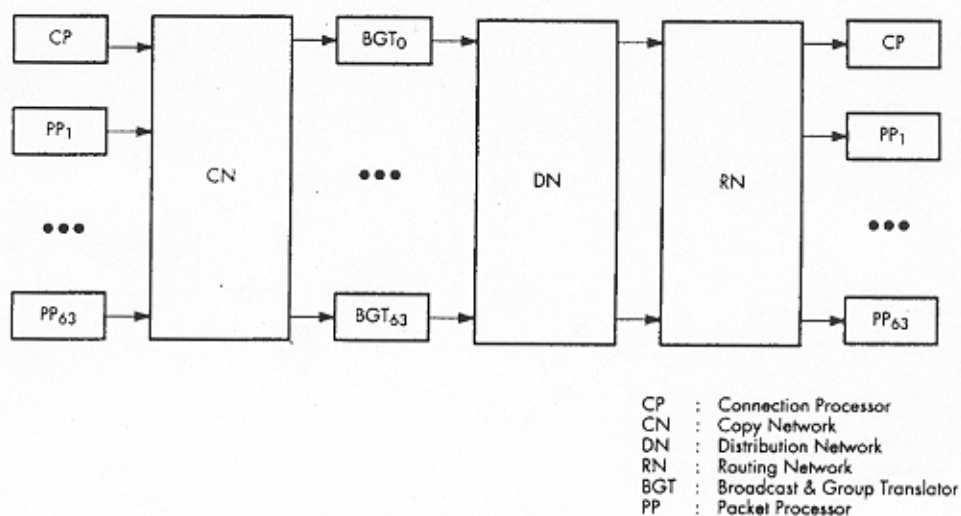 CP BGT0 CP
PP1 PP1
CN DN RN
PP63 BGT63 PP63
CP : Connection Processor
CN : Copy Network
DN : Distribution Network
RN : Routing Network
BGT : Broadcast & Group Translator
PP : Packet Processor